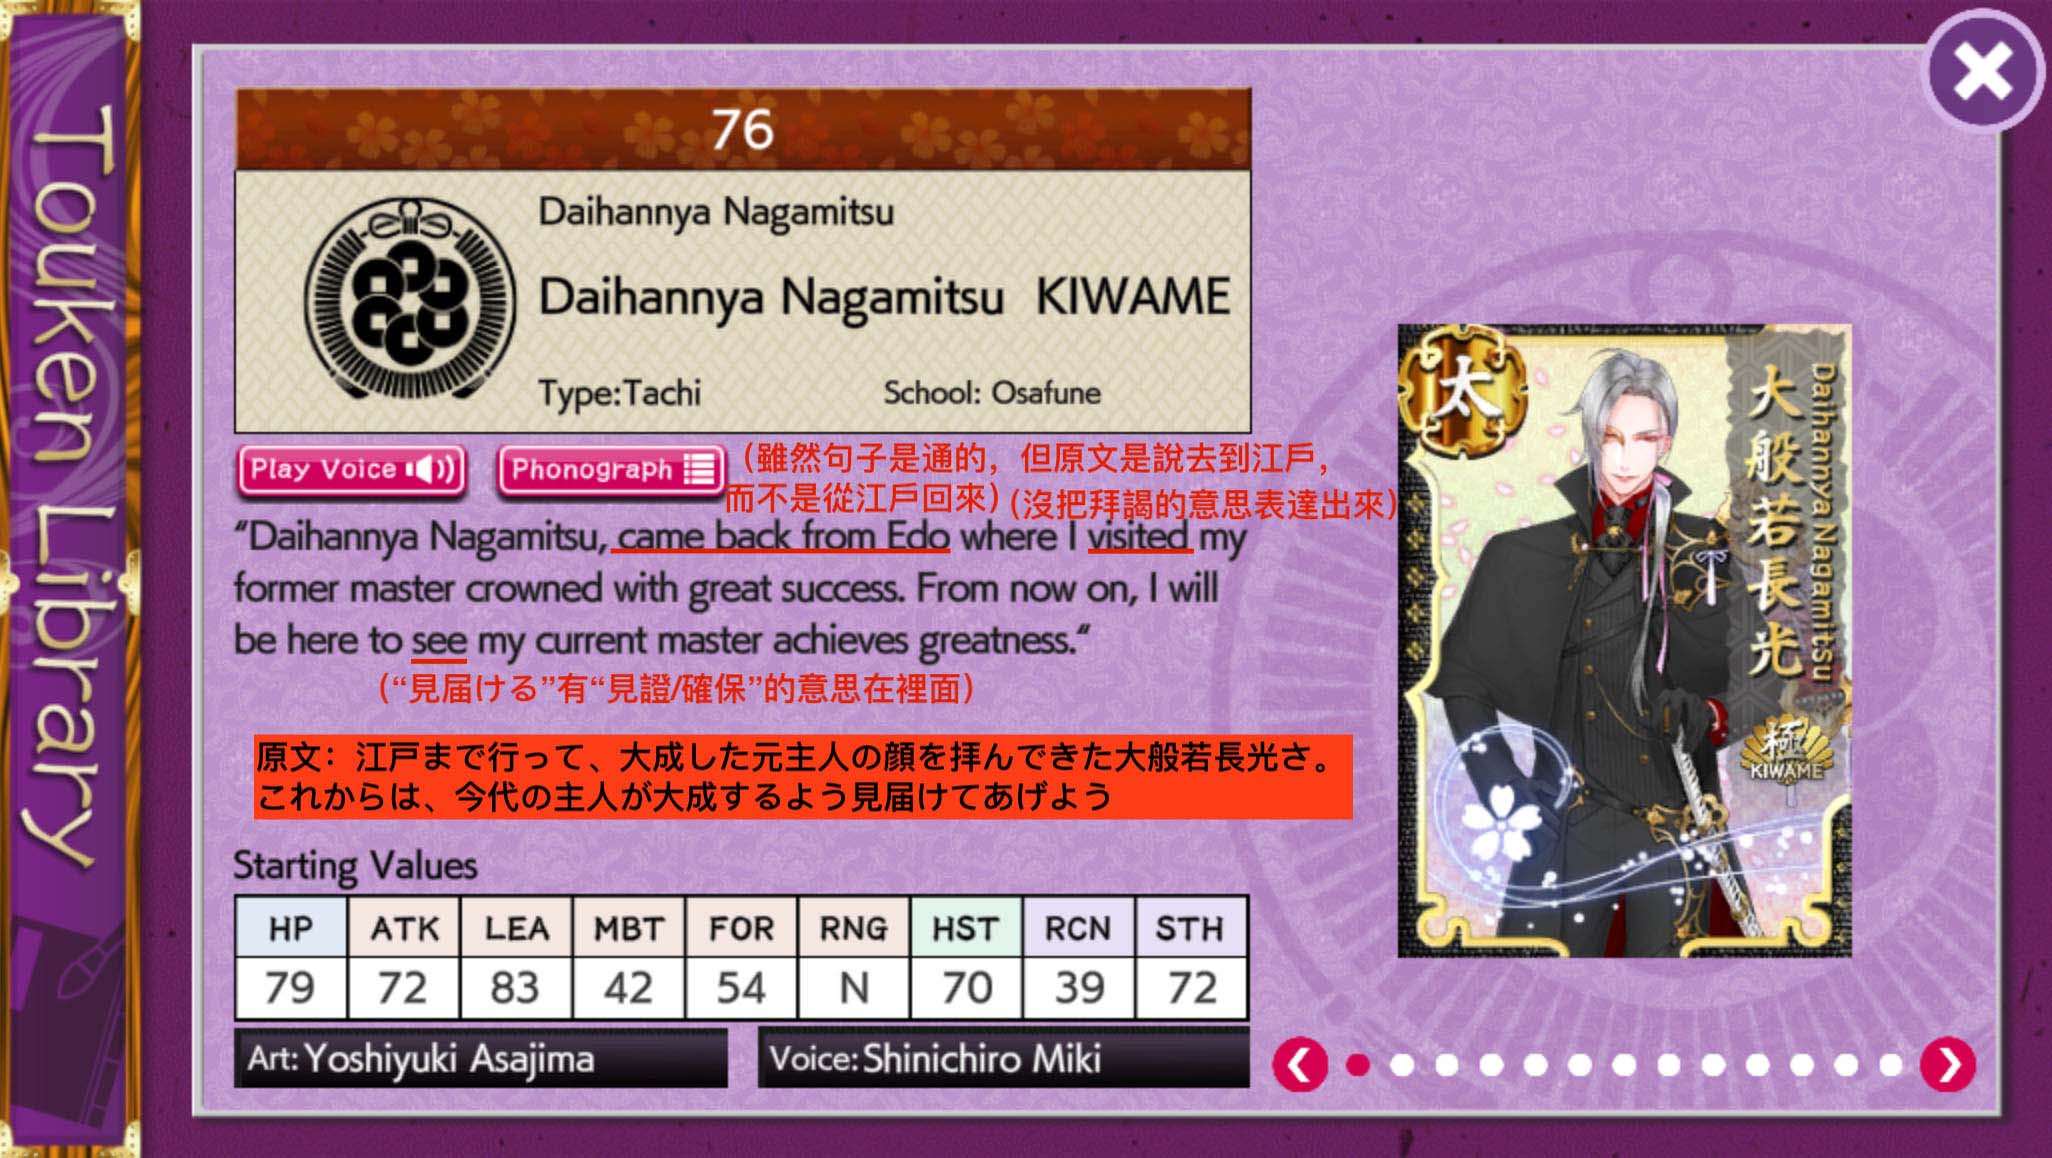 Touken Library
76
Daihannya Nagamitsu
Daihannya Nagamitsu KIWAME
Type:Tachi
School: Osafune
Play Voice
Phonograph
（雖然句子是通的，但原文是說去到江戶，
而不是從江戶回來）(沒把拜謁的意思表達出來）
“Daihannya Nagamitsu, came back from Edo where I visited my
former master crowned with great success. From now on, I will
be here to see my current master achieves greatness.“
（“見届ける”有“見證/確保”的意思在裡面）
原文：江戸まで行って、大成した元主人の顔を拝んできた大般若長光さ。
これからは、今代の主人が大成するよう見届けてあげよう
Starting Values
HP ATK LEA MBT FOR RNG HST RCN STH
79 72 83 42 54 N 70 39 72
Art: Yoshiyuki Asajima
Voice: Shinichiro Miki
太
大般若長光
Daihannya Nagamitsu
極
KIWAME